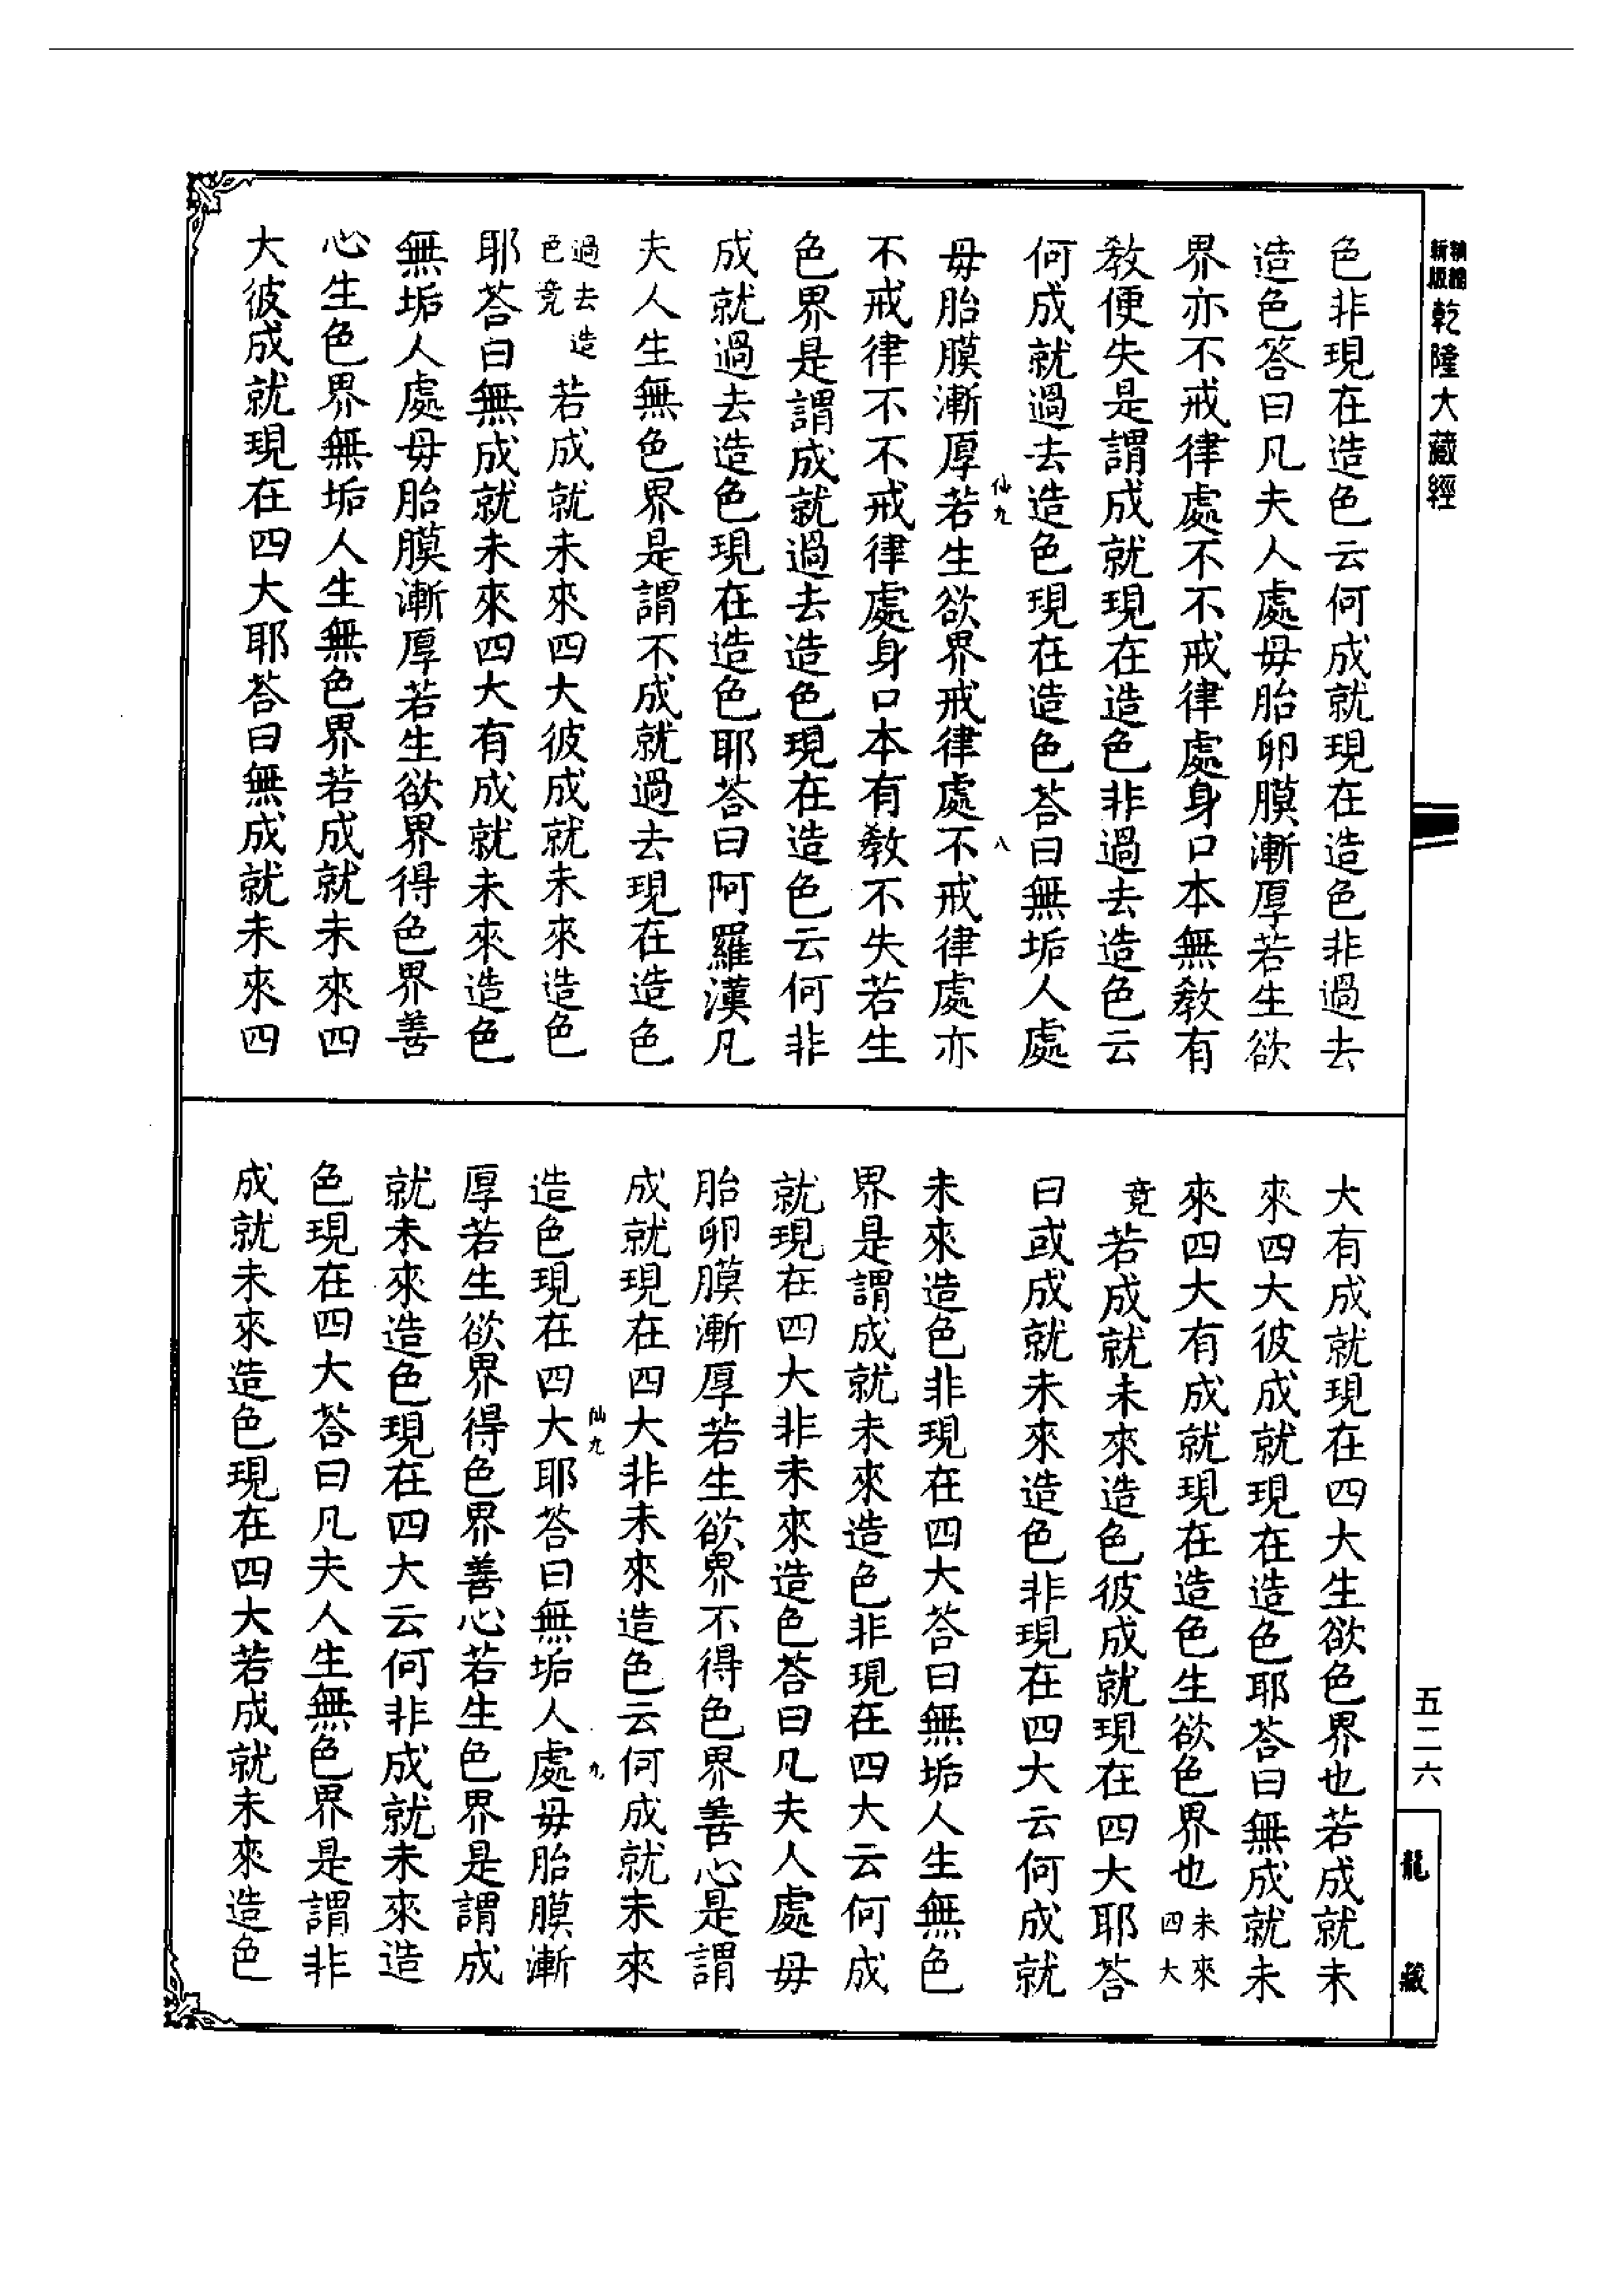 乾隆大藏經
色非現在造色云何成就現在造色非過去
造色答曰凡夫人處毋胎卵膜漸厚若生欲
界亦不戒律處不不戒律處身口本無教有
教便失是謂成就現在造色非過去造色云
何成就過去造色現在造色荅曰無垢人處
仙九
八
毋胎膜漸厚若生欲界戒律處不戒律處亦
不戒律不不戒律處身口本有教不失若生
色界是謂成就過去造色現在造色云何非
成就過去造色現在造色耶荅曰阿羅漢凡
夫人生無色界是謂不成就過去現在造色
過去造
色竟
若成就未來四大彼成就未來造色
耶荅曰無成就未來四大有成就未來造色
無垢人處毋胎膜漸厚若生欲界得色界善
心生色界無垢人生無色界若成就未來四
大彼成就現在四大耶荅曰無成就未來四
大有成就現在四大生欲色界也若成就未
來四大彼成就現在造色耶荅曰無成就未
來四大有成就現在造色生欲色界也
未來
四大
竟
若成就未來造色彼成就現在四大耶荅
曰或成就未來造色非現在四大云何成就
未來造色非現在四大荅曰無垢人生無色
界是謂成就未來造色非現在四大云何成
就現在四大非未來造色荅曰凡夫人處毋
胎卵膜漸厚若生欲界不得色界善心是謂
成就現在四大非未來造色云何成就未來
仙九
九
造色現在四大耶荅曰無垢人處毋胎膜漸
厚若生欲界得色界善心若生色界是謂成
就未來造色現在四大云何非成就未來造
色現在四大荅曰凡夫人生無色界是謂非
成就未來造色現在四大若成就未來造色
五二六
龍藏